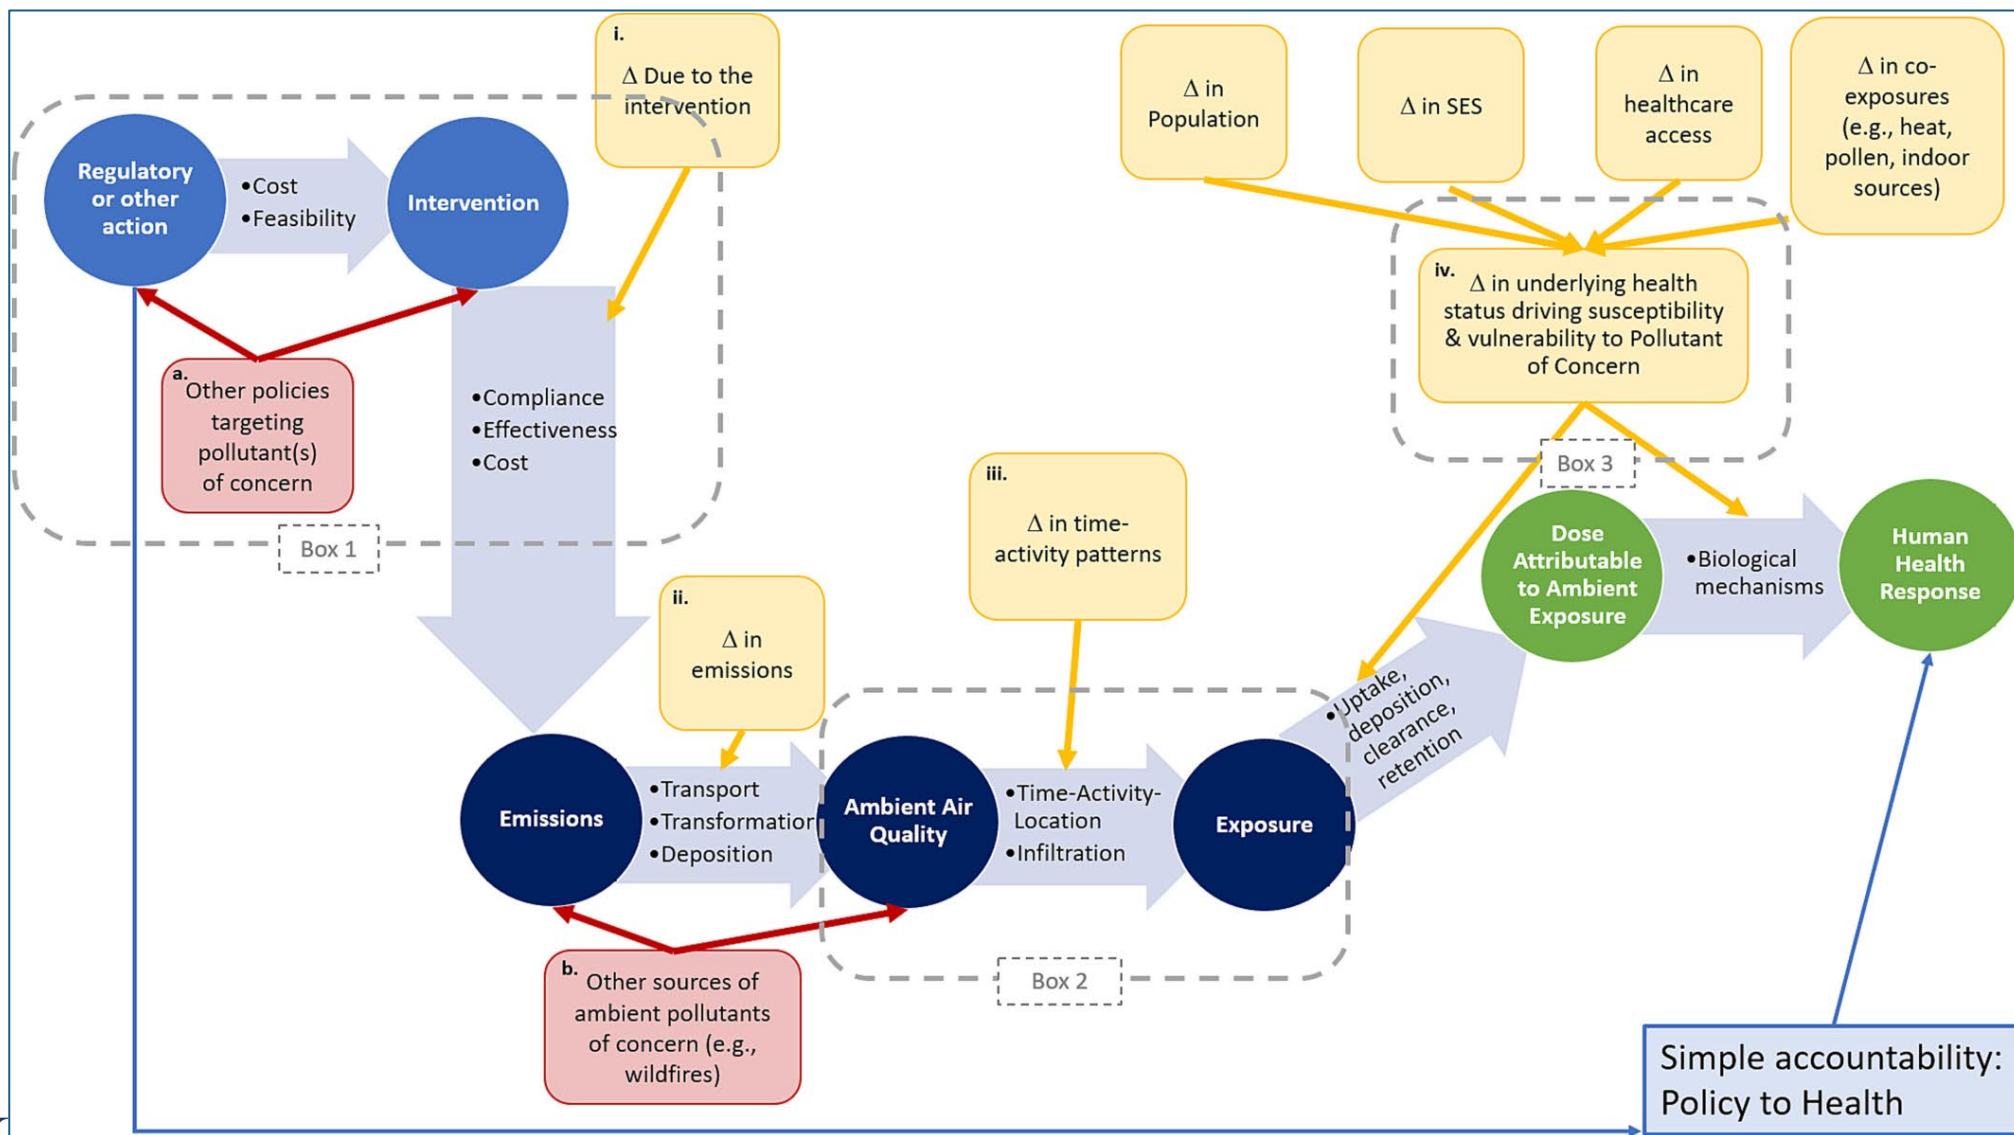 i.
Δ Due to the
intervention
Δ in
Population
Δ in SES
Δ in
healthcare
access
Δ in co-
exposures
(e.g., heat,
pollen, indoor
sources)
Regulatory
or other
action
•Cost
•Feasibility
Intervention
iv.
Δ in underlying health
status driving susceptibility
& vulnerability to Pollutant
of Concern
a.
Other policies
targeting
pollutant(s)
of concern
•Compliance
•Effectiveness
•Cost
Box 1
iii.
Δ in time-
activity patterns
Box 3
Dose
Attributable
to Ambient
Exposure
•Biological
mechanisms
Human
Health
Response
ii.
Δ in
emissions
•Uptake,
deposition,
clearance,
retention
Emissions
•Transport
•Transformation
•Deposition
Ambient Air
Quality
•Time-Activity-
Location
•Infiltration
Exposure
b.
Other sources of
ambient pollutants
of concern (e.g.,
wildfires)
Box 2
Simple accountability:
Policy to Health